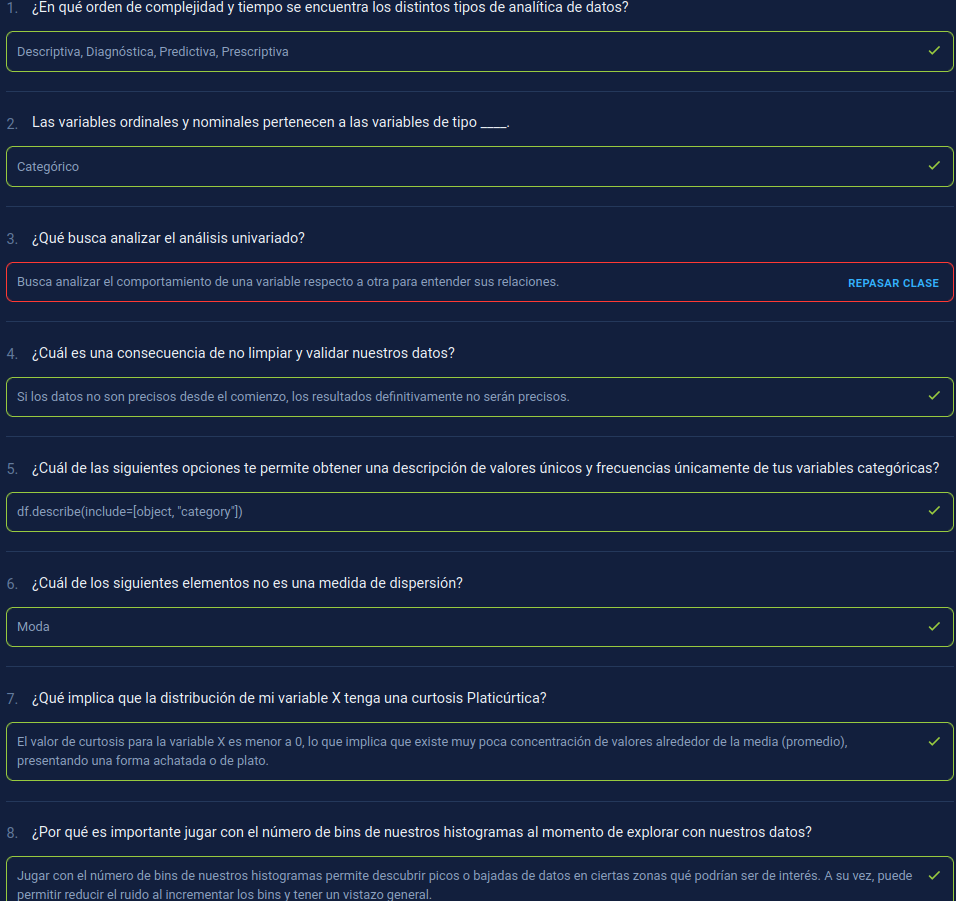 1. ¿En qué orden de complejidad y tiempo se encuentra los distintos tipos de analítica de datos?
Descriptiva, Diagnóstica, Predictiva, Prescriptiva
2. Las variables ordinales y nominales pertenecen a las variables de tipo ____.
Categórico
3. ¿Qué busca analizar el análisis univariado?
Busca analizar el comportamiento de una variable respecto a otra para entender sus relaciones.
REPASAR CLASE
4. ¿Cuál es una consecuencia de no limpiar y validar nuestros datos?
Si los datos no son precisos desde el comienzo, los resultados definitivamente no serán precisos.
5. ¿Cuál de las siguientes opciones te permite obtener una descripción de valores únicos y frecuencias únicamente de tus variables categóricas?
df.describe(include=[object, "category"])
6. ¿Cuál de los siguientes elementos no es una medida de dispersión?
Moda
7. ¿Qué implica que la distribución de mi variable X tenga una curtosis Platicúrtica?
El valor de curtosis para la variable X es menor a 0, lo que implica que existe muy poca concentración de valores alrededor de la media (promedio),
presentando una forma achatada o de plato.
8. ¿Por qué es importante jugar con el número de bins de nuestros histogramas al momento de explorar con nuestros datos?
Jugar con el número de bins de nuestros histogramas permite descubrir picos o bajadas de datos en ciertas zonas qué podrían ser de interés. A su vez, puede
permitir reducir el ruido al incrementar los bins y tener un vistazo general.